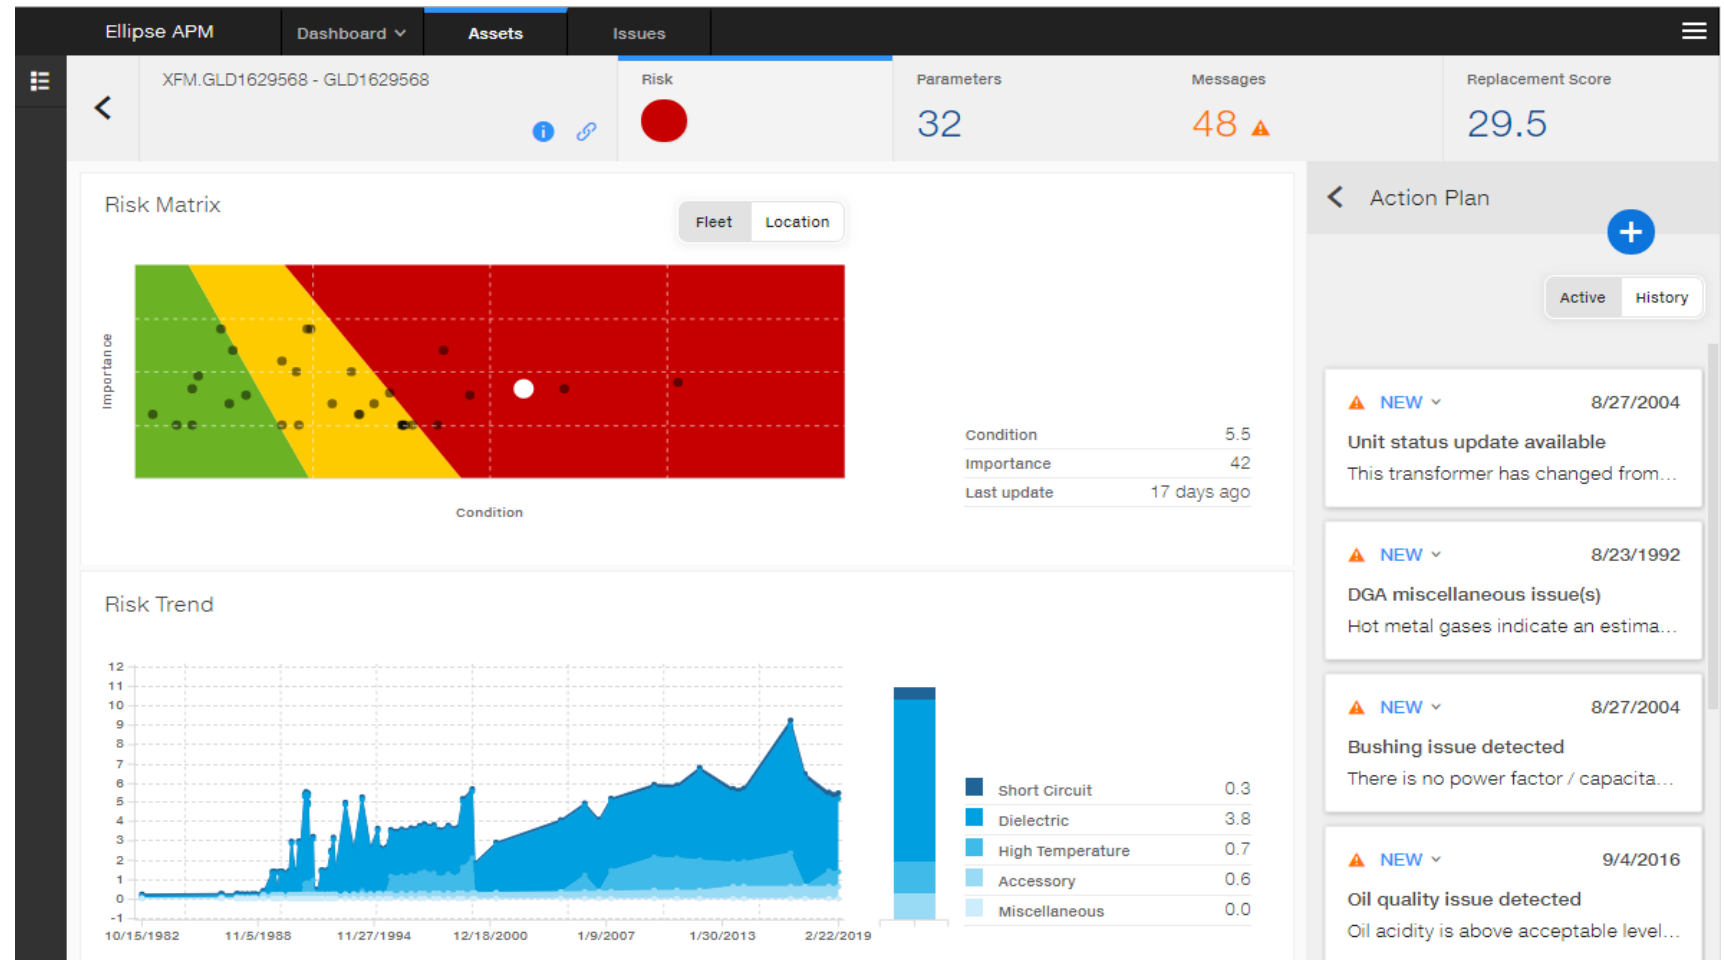 Ellipse APM
Dashboard
Assets
Issues
XFM.GLD1629568 - GLD1629568
Risk
Parameters
32
Messages
48
Replacement Score
29.5
Risk Matrix
Fleet
Location
Importance
Condition
Condition 5.5
Importance 42
Last update 17 days ago
Risk Trend
12
11
10
9
8
7
6
5
4
3
2
1
0
-1
10/15/1982 11/5/1988 11/27/1994 12/18/2000 1/9/2007 1/30/2013 2/22/2019
Short Circuit 0.3
Dielectric 3.8
High Temperature 0.7
Accessory 0.6
Miscellaneous 0.0
Action Plan
Active
History
NEW 8/27/2004
Unit status update available
This transformer has changed from...
NEW 8/23/1992
DGA miscellaneous issue(s)
Hot metal gases indicate an estima...
NEW 8/27/2004
Bushing issue detected
There is no power factor / capacita...
NEW 9/4/2016
Oil quality issue detected
Oil acidity is above acceptable level...